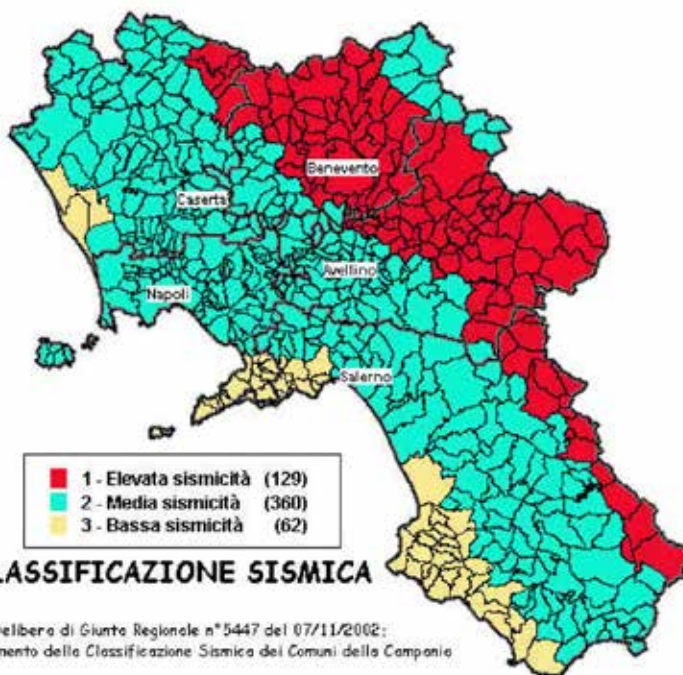 Benevento
Caserta
Avellino
Napoli
Salerno
1 - Elevata sismicità (129)
2 - Media sismicità (360)
3 - Bassa sismicità (62)
LASSIFICAZIONE SISMICA
elibera di Giunta Regionale n°5447 del 07/11/2002;
mento della Classificazione Sismica dei Comuni della Campania